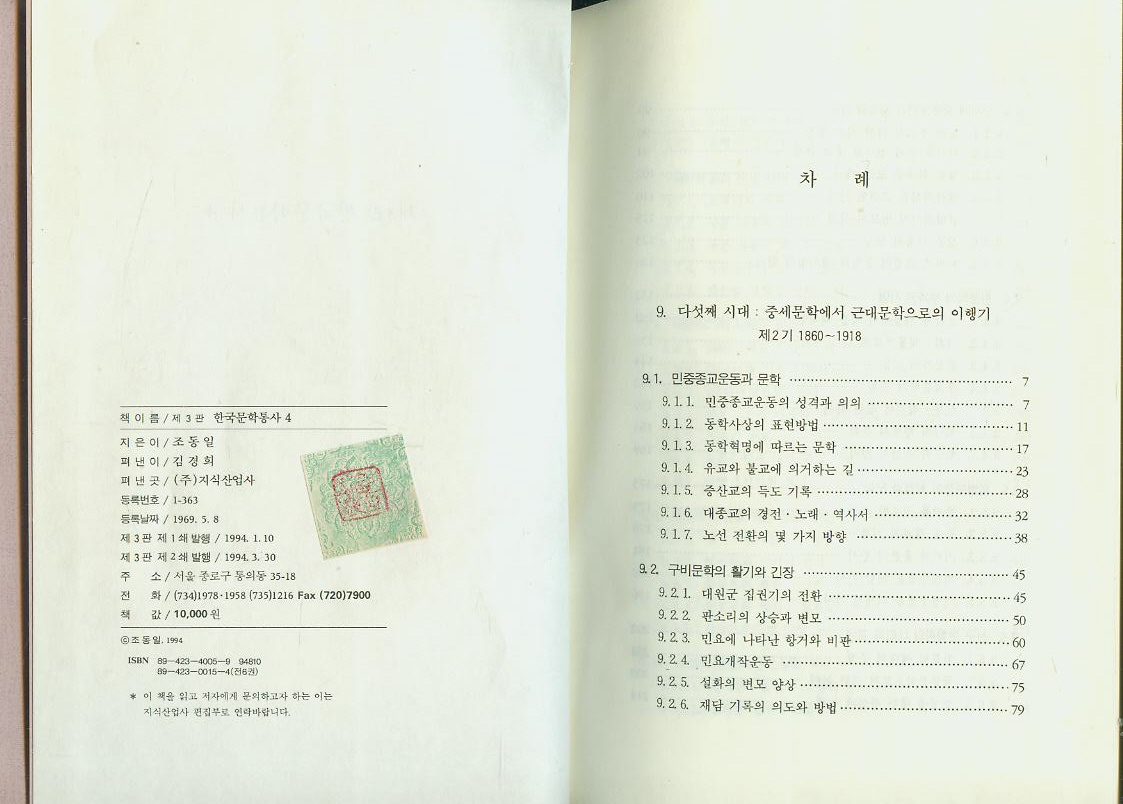 책 이 름 / 제 3 판 한국문학통사 4
지 은 이 / 조 동 일
펴 낸 이 / 김 경 희
펴 낸 곳 / (주)지식산업사
등록번호 / 1-363
등록날짜 / 1969. 5. 8
제 3 판 제 1 쇄 발행 / 1994. 1. 10
제 3 판 제 2 쇄 발행 / 1994. 3. 30
주 소 / 서울 종로구 통의동 35-18
전 화 / (734)1978·1958 (735)1216 Fax (720)7900
책 값 / 10,000 원
ⓒ조 동 일, 1994
ISBN 89-423-4005-9 94810
89-423-0015-4(전6권)
* 이 책을 읽고 저자에게 문의하고자 하는 이는
지식산업사 편집부로 연락바랍니다.
차 례
9. 다섯째 시대 : 중세문학에서 근대문학으로의 이행기
제2기 1860~1918
9.1. 민중종교운동과 문학 ⋯⋯ 7
9.1.1. 민중종교운동의 성격과 의의 ⋯⋯ 7
9.1.2. 동학사상의 표현방법 ⋯⋯ 11
9.1.3. 동학혁명에 따르는 문학 ⋯⋯ 17
9.1.4. 유교와 불교에 의거하는 길 ⋯⋯ 23
9.1.5. 증산교의 득도 기록 ⋯⋯ 28
9.1.6. 대종교의 경전·노래·역사서 ⋯⋯ 32
9.1.7. 노선 전환의 몇 가지 방향 ⋯⋯ 38
9.2. 구비문학의 활기와 긴장 ⋯⋯ 45
9.2.1. 대원군 집권기의 전환 ⋯⋯ 45
9.2.2. 판소리의 상승과 변모 ⋯⋯ 50
9.2.3. 민요에 나타난 항거와 비판 ⋯⋯ 60
9.2.4. 민요개작운동 ⋯⋯ 67
9.2.5. 설화의 변모 양상 ⋯⋯ 75
9.2.6. 재담 기록의 의도와 방법 ⋯⋯ 79